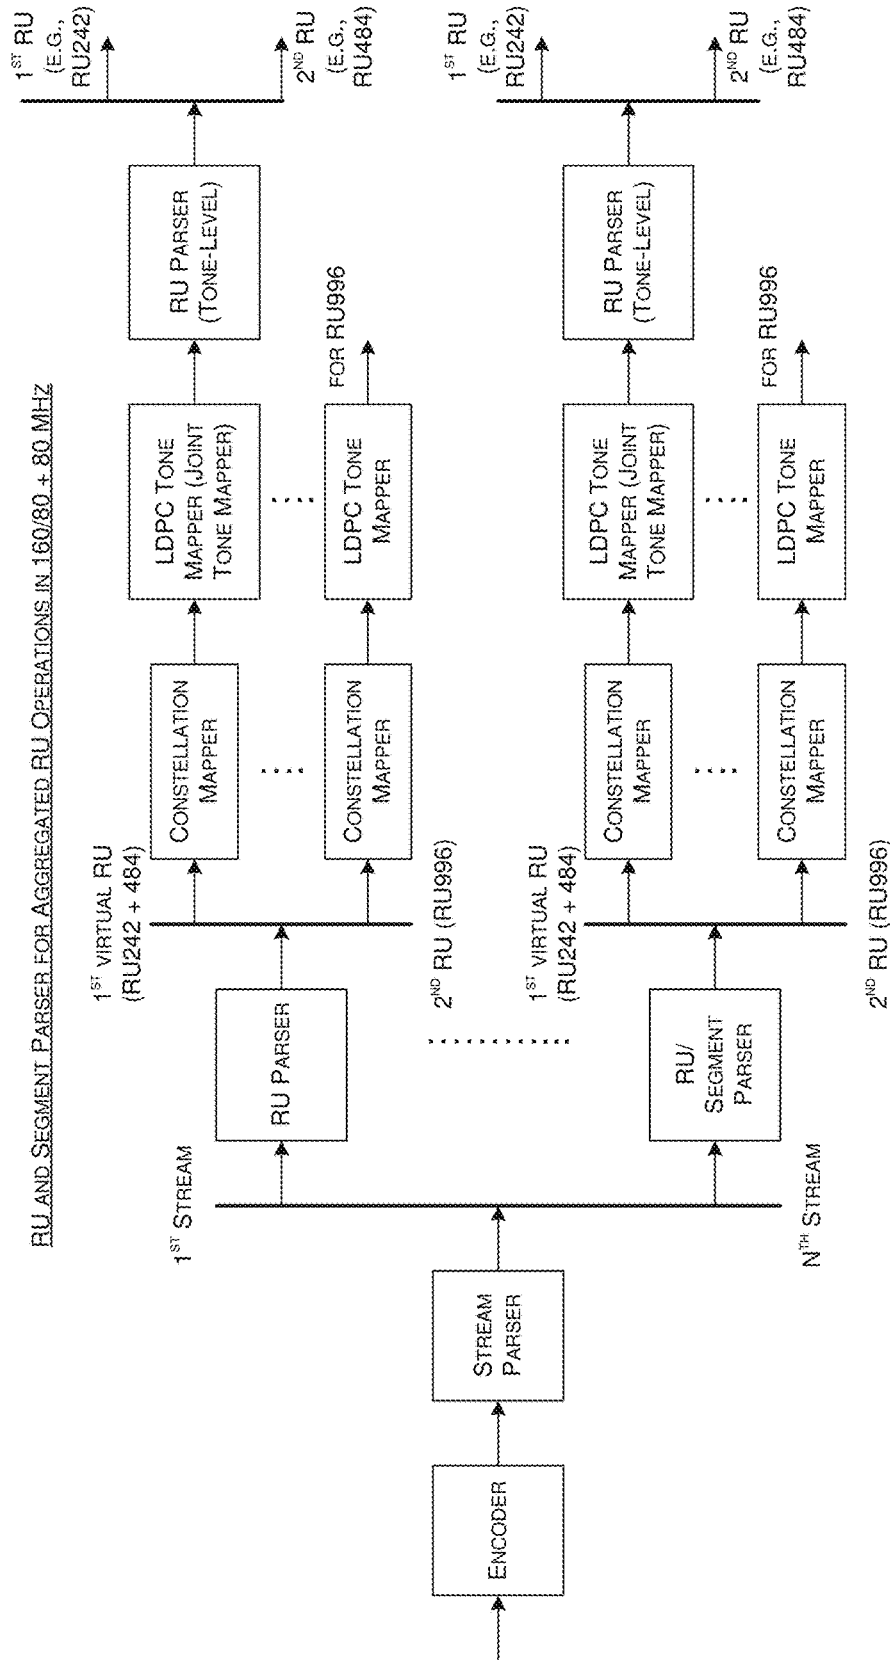 RU AND SEGMENT PARSER FOR AGGREGATED RU OPERATIONS IN 160/80 + 80 MHZ
ENCODER
STREAM
PARSER
1ST STREAM
RU PARSER
1ST VIRTUAL RU
(RU242 + 484)
CONSTELLATION
MAPPER
LDPC TONE
MAPPER (JOINT
TONE MAPPER)
RU PARSER
(TONE-LEVEL)
1ST RU
(E.G.,
RU242)
2ND RU
(E.G.,
RU484)
2ND RU (RU996)
CONSTELLATION
MAPPER
LDPC TONE
MAPPER
FOR RU996
NTH STREAM
RU/
SEGMENT
PARSER
1ST VIRTUAL RU
(RU242 + 484)
CONSTELLATION
MAPPER
LDPC TONE
MAPPER (JOINT
TONE MAPPER)
RU PARSER
(TONE-LEVEL)
1ST RU
(E.G.,
RU242)
2ND RU
(E.G.,
RU484)
2ND RU (RU996)
CONSTELLATION
MAPPER
LDPC TONE
MAPPER
FOR RU996